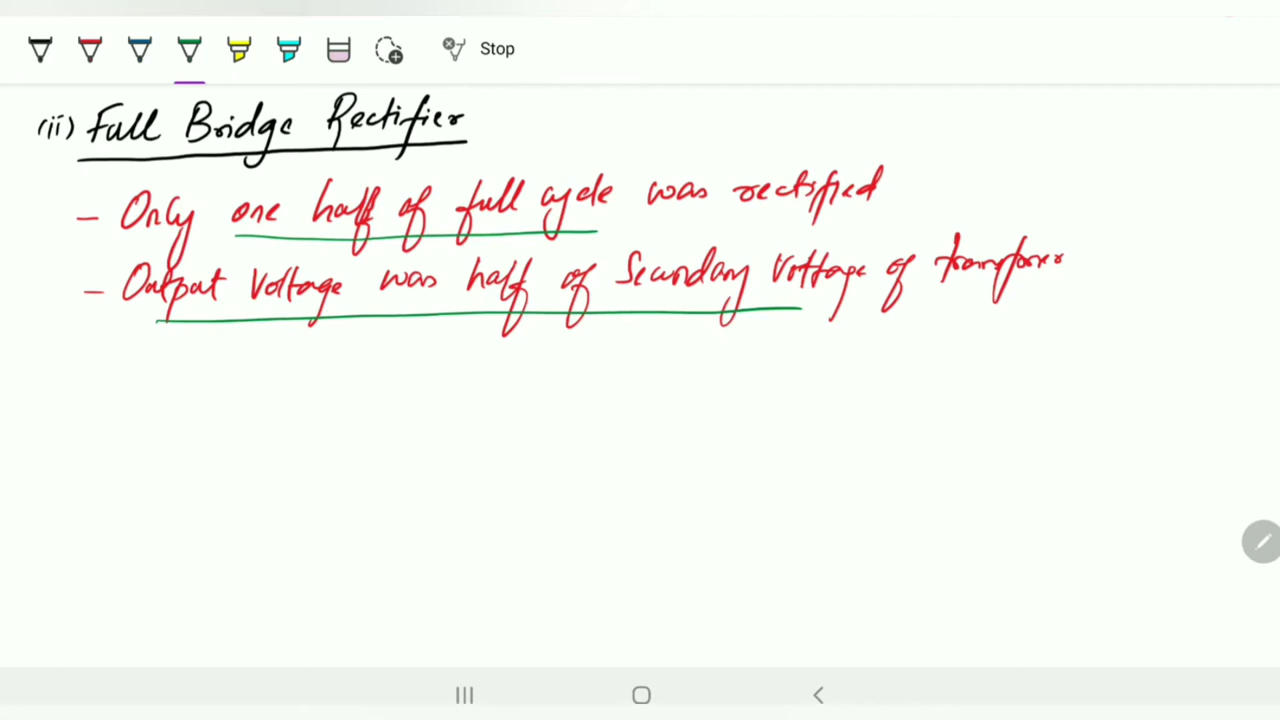 Stop
(ii) Full Bridge Rectifier
- Only one half of full cycle was rectified
- Output Voltage was half of Secondary Voltage of